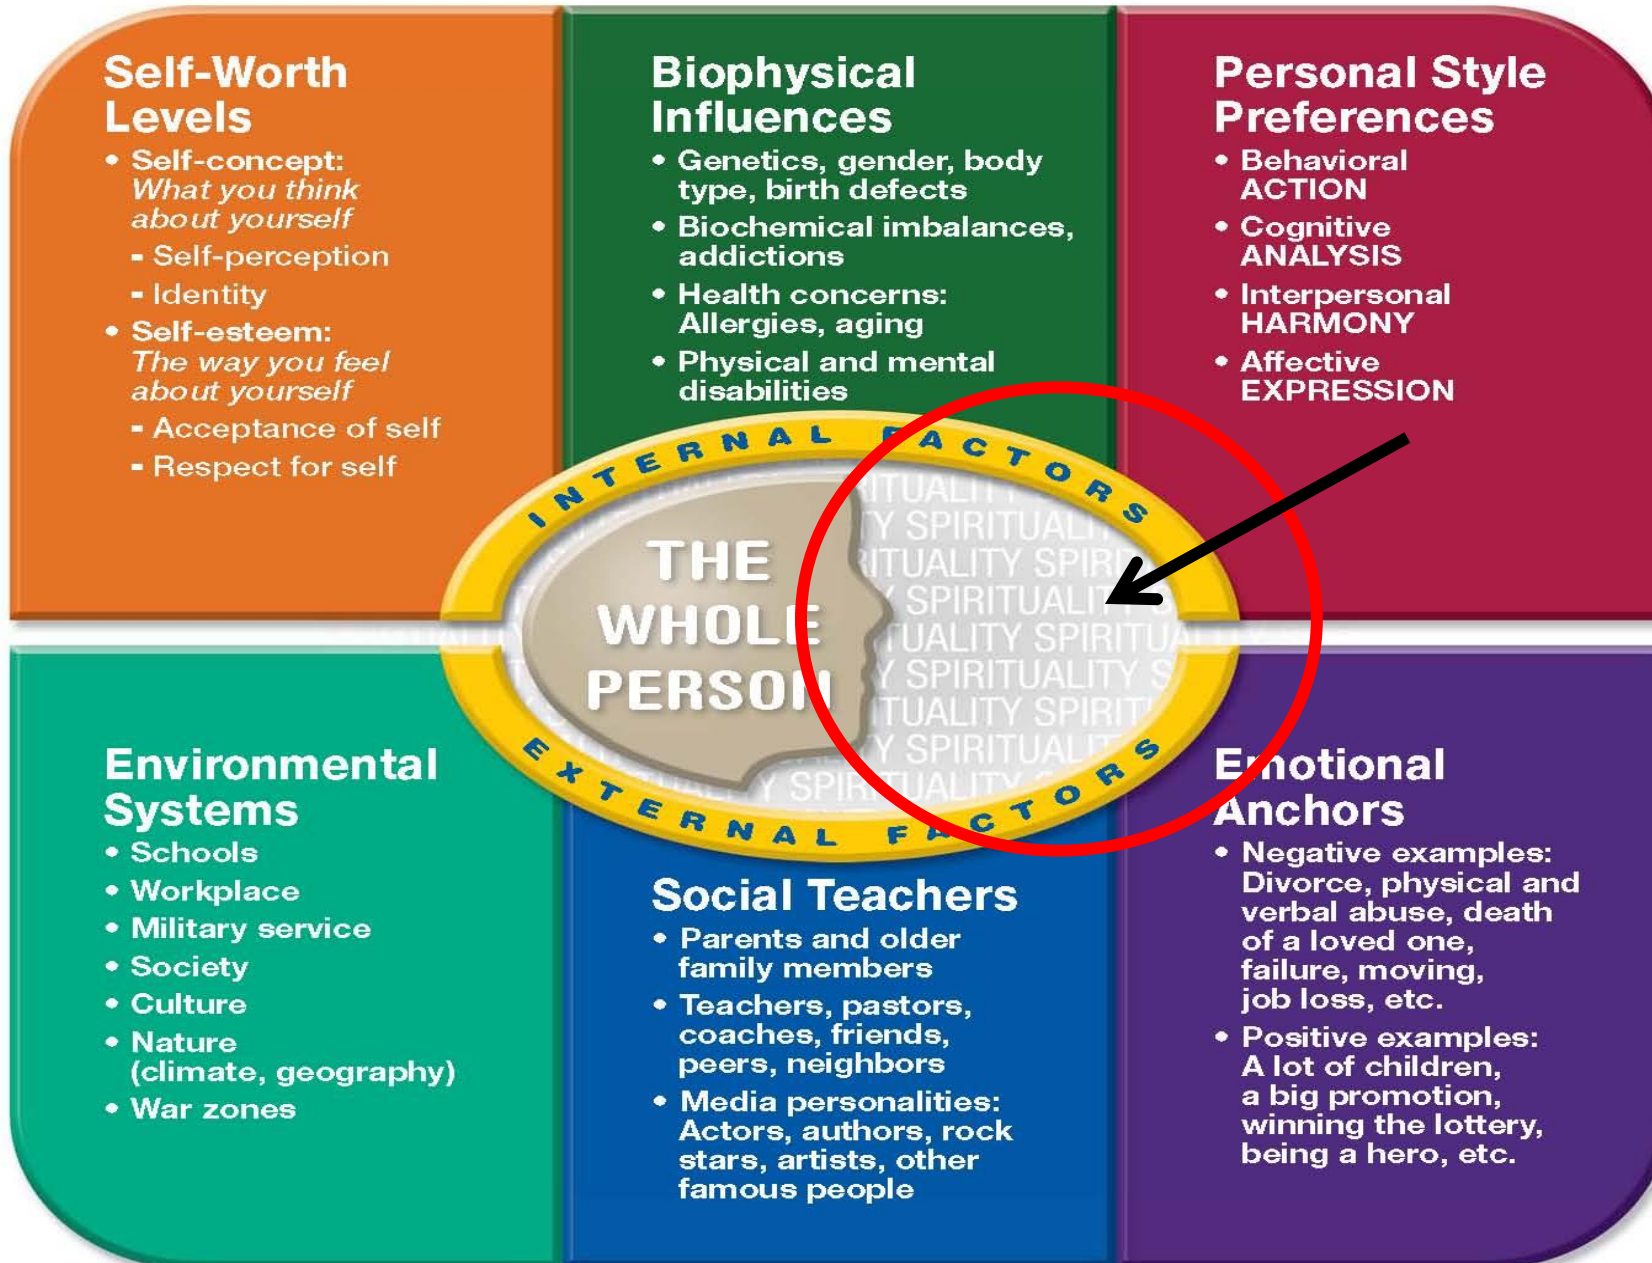 Self-Worth
Levels
• Self-concept:
What you think
about yourself
- Self-perception
- Identity
• Self-esteem:
The way you feel
about yourself
- Acceptance of self
- Respect for self
Biophysical
Influences
• Genetics, gender, body
type, birth defects
• Biochemical imbalances,
addictions
• Health concerns:
Allergies, aging
• Physical and mental
disabilities
Personal Style
Preferences
• Behavioral
ACTION
• Cognitive
ANALYSIS
• Interpersonal
HARMONY
• Affective
EXPRESSION
INTERNAL FACTORS
THE
WHOLE
PERSON
SPIRITUALITY
SPIRITUALITY
SPIRITUALITY
EXTERNAL FACTORS
Environmental
Systems
• Schools
• Workplace
• Military service
• Society
• Culture
• Nature
(climate, geography)
• War zones
Social Teachers
• Parents and older
family members
• Teachers, pastors,
coaches, friends,
peers, neighbors
• Media personalities:
Actors, authors, rock
stars, artists, other
famous people
Emotional
Anchors
• Negative examples:
Divorce, physical and
verbal abuse, death
of a loved one,
failure, moving,
job loss, etc.
• Positive examples:
A lot of children,
a big promotion,
winning the lottery,
being a hero, etc.